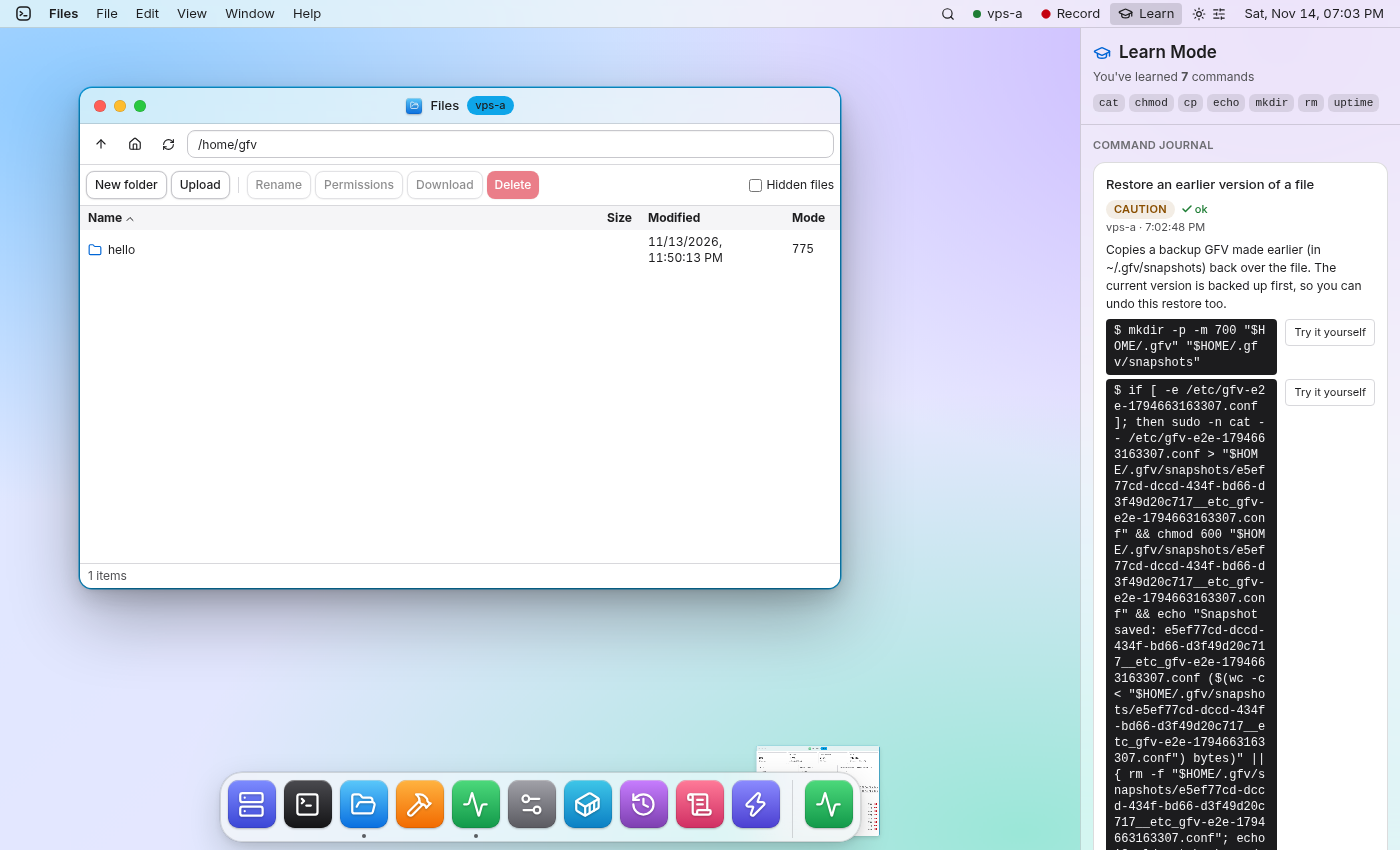 Files File Edit View Window Help vps-a Record Learn Sat, Nov 14, 07:03 PM
Files vps-a
/home/gfv
New folder Upload Rename Permissions Download Delete Hidden files
Name Size Modified Mode
hello 11/13/2026, 11:50:13 PM 775
1 items
Learn Mode
You've learned 7 commands
cat chmod cp echo mkdir rm uptime
COMMAND JOURNAL
Restore an earlier version of a file
CAUTION ok
vps-a · 7:02:48 PM
Copies a backup GFV made earlier (in
~/.gfv/snapshots) back over the file. The
current version is backed up first, so you can
undo this restore too.
$ mkdir -p -m 700 "$H
OME/.gfv" "$HOME/.gf
v/snapshots"
Try it yourself
$ if [ -e /etc/gfv-e2
e-1794663163307.conf
]; then sudo -n cat -
- /etc/gfv-e2e-179466
3163307.conf > "$HOM
E/.gfv/snapshots/e5ef
77cd-dccd-434f-bd66-d
3f49d20c717__etc_gfv-
e2e-1794663163307.con
f" && chmod 600 "$HOM
E/.gfv/snapshots/e5ef
77cd-dccd-434f-bd66-d
3f49d20c717__etc_gfv-
e2e-1794663163307.con
f" && echo "Snapshot
saved: e5ef77cd-dccd-
434f-bd66-d3f49d20c71
7__etc_gfv-e2e-179466
3163307.conf ($(wc -c
< "$HOME/.gfv/snapsho
ts/e5ef77cd-dccd-434f
-bd66-d3f49d20c717__e
tc_gfv-e2e-1794663163
307.conf") bytes)" ||
{ rm -f "$HOME/.gfv/s
napshots/e5ef77cd-dcc
d-434f-bd66-d3f49d20c
717__etc_gfv-e2e-1794
663163307.conf"; echo
Try it yourself